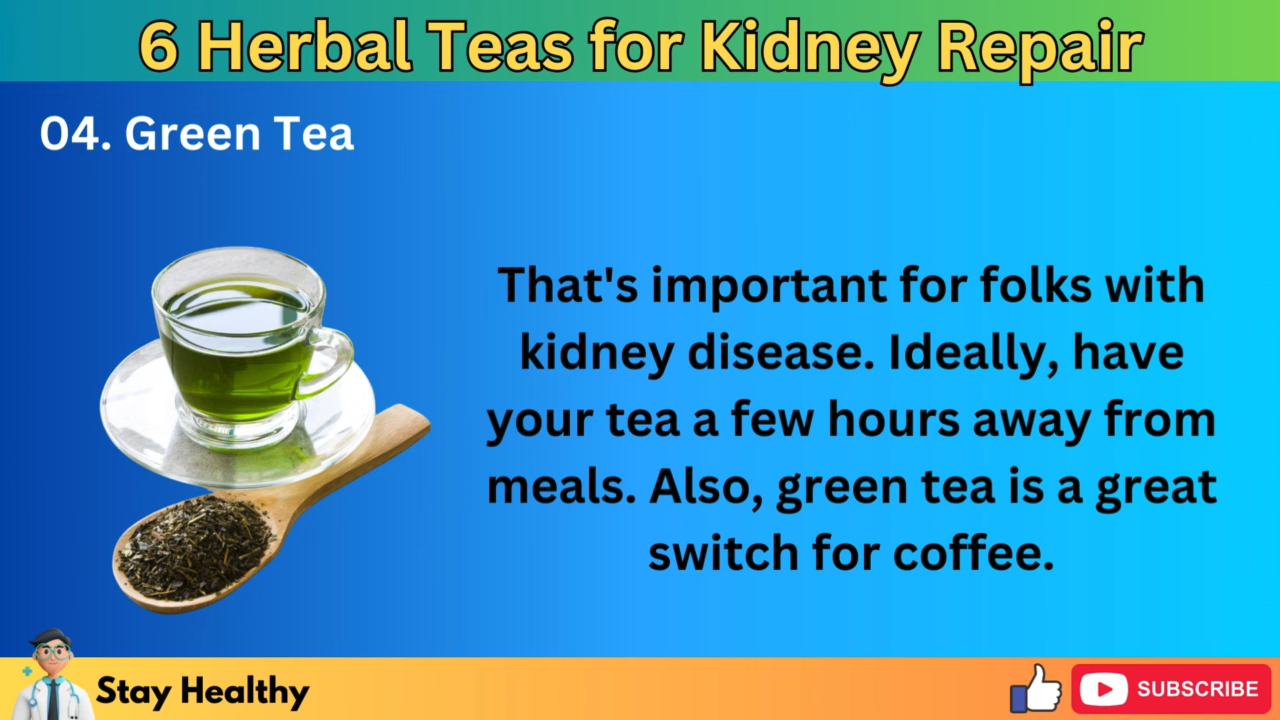 6 Herbal Teas for Kidney Repair
04. Green Tea
That's important for folks with
kidney disease. Ideally, have
your tea a few hours away from
meals. Also, green tea is a great
switch for coffee.
Stay Healthy
SUBSCRIBE